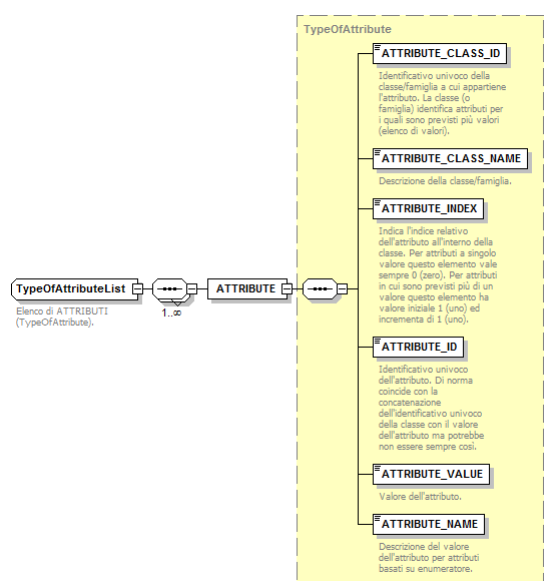 TypeOfAttribute
ATTRIBUTE_CLASS_ID
Identificativo univoco della
classe/famiglia a cui appartiene
l'attributo. La classe (o
famiglia) identifica attributi per
i quali sono previsti più valori
(elenco di valori).
ATTRIBUTE_CLASS_NAME
Descrizione della classe/famiglia.
ATTRIBUTE_INDEX
Indica l'indice relativo
dell'attributo all'interno della
classe. Per attributi a singolo
valore questo elemento vale
sempre 0 (zero). Per attributi
in cui sono previsti più di un
valore questo elemento ha
valore iniziale 1 (uno) ed
incrementa di 1 (uno).
TypeOfAttributeList
Elenco di ATTRIBUTI
(TypeOfAttribute).
1..∞
ATTRIBUTE
ATTRIBUTE_ID
Identificativo univoco
dell'attributo. Di norma
coincide con la
concatenazione
dell'identificativo univoco
della classe con il valore
dell'attributo ma potrebbe
non essere sempre così.
ATTRIBUTE_VALUE
Valore dell'attributo.
ATTRIBUTE_NAME
Descrizione del valore
dell'attributo per attributi
basati su enumeratore.